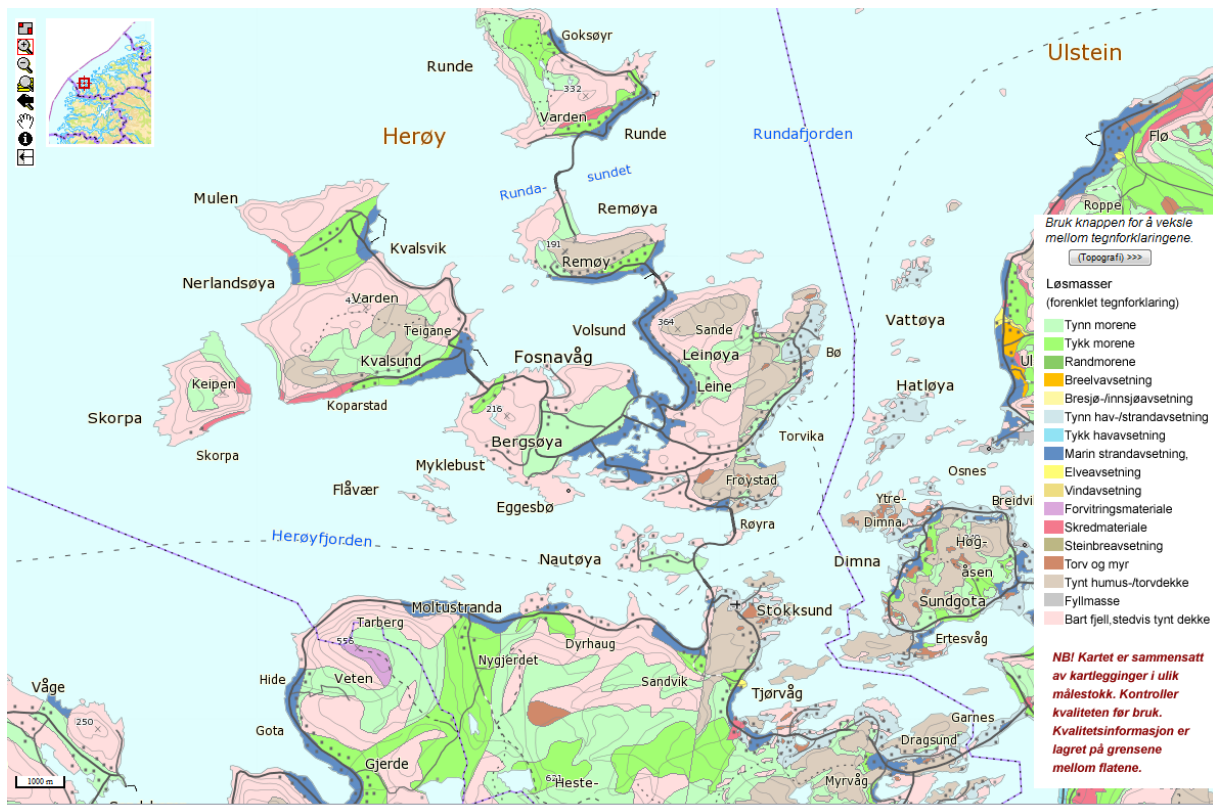 Goksøyr
Ulstein
Runde
332
Varden
Runde
Herøy
Rundafjorden
Flø
Runda-
sundet
Mulen
Remøya
Roppe
Kvalsvik
191
Remøy
Nerlandsøya
Varden
Teigane
Volsund
364
Sande
Vattøya
Kvalsund
Fosnavåg
Leinøya
Bø
Keipen
Leine
Hatløya
Koparstad
216
Skorpa
Bergsøya
Torvika
Skorpa
Myklebust
Flåvær
Eggesbø
Frøystad
Osnes
Ytre-
Dimna
Breidvi
Herøyfjorden
Røyra
Nautøya
Dimna
Høg-
åsen
Moltustranda
Stokksund
Sundgota
Tarberg
555
Dyrhaug
Ertesvåg
Nygjerdet
Hide
Veten
Sandvik
Våge
Tjørvåg
250
Gota
Garnes
Dragsund
Gjerde
621
Heste-
Myrvåg
1000 m
Ul
Bruk knappen for å veksle
mellom tegnforklaringene.
(Topografi) >>>
Løsmasser
(forenklet tegnforklaring)
Tynn morene
Tykk morene
Randmorene
Breelvavsetning
Bresjø-/innsjøavsetning
Tynn hav-/strandavsetning
Tykk havavsetning
Marin strandavsetning,
Elveavsetning
Vindavsetning
Forvitringsmateriale
Skredmateriale
Steinbreavsetning
Torv og myr
Tynt humus-/torvdekke
Fyllmasse
Bart fjell,stedvis tynt dekke
NB! Kartet er sammensatt
av kartlegginger i ulik
målestokk. Kontroller
kvaliteten før bruk.
Kvalitetsinformasjon er
lagret på grensene
mellom flatene.